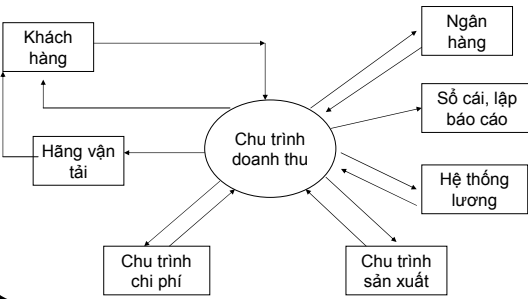 Khách
hàng
Ngân
hàng
Sổ cái, lập
báo cáo
Chu trình
doanh thu
Hãng vận
tải
Hệ thống
lương
Chu trình
chi phí
Chu trình
sản xuất